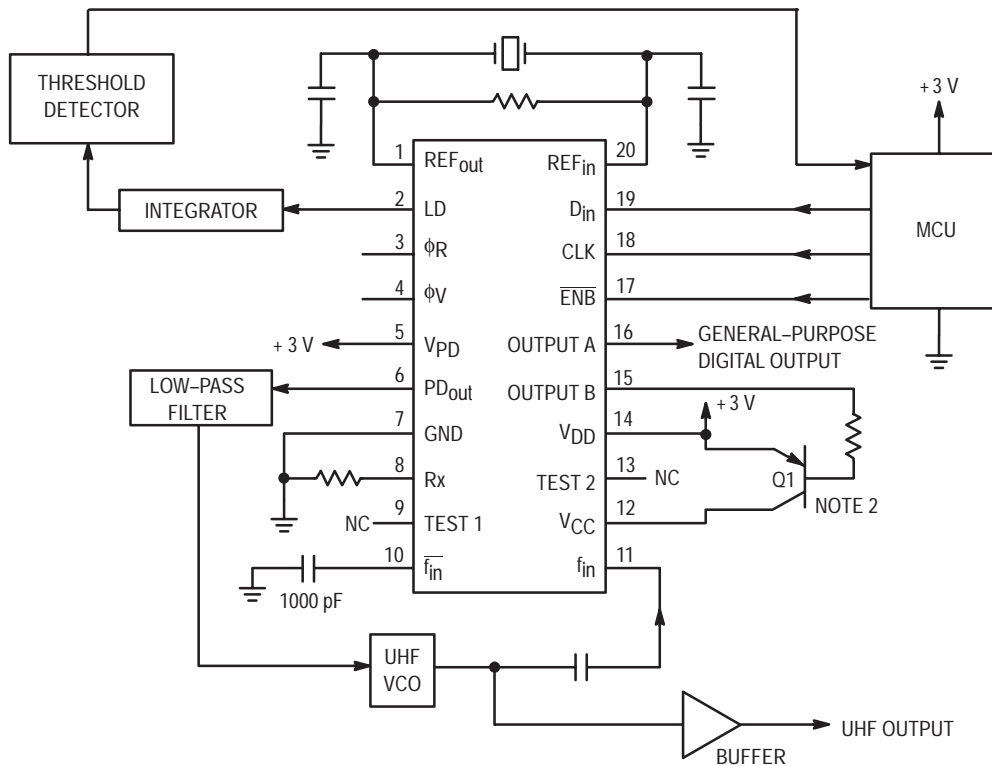 THRESHOLD
DETECTOR
+ 3 V
1
REFout
REFin
20
INTEGRATOR
2
LD
Din
19
MCU
3
ϕR
CLK
18
4
ϕV
ENB
17
+ 3 V
5
VPD
OUTPUT A
16
GENERAL–PURPOSE
DIGITAL OUTPUT
LOW–PASS
FILTER
6
PDout
OUTPUT B
15
+ 3 V
7
GND
VDD
14
8
Rx
TEST 2
13
NC
Q1
NOTE 2
NC
9
TEST 1
VCC
12
10
fin
fin
11
1000 pF
UHF
VCO
BUFFER
UHF OUTPUT